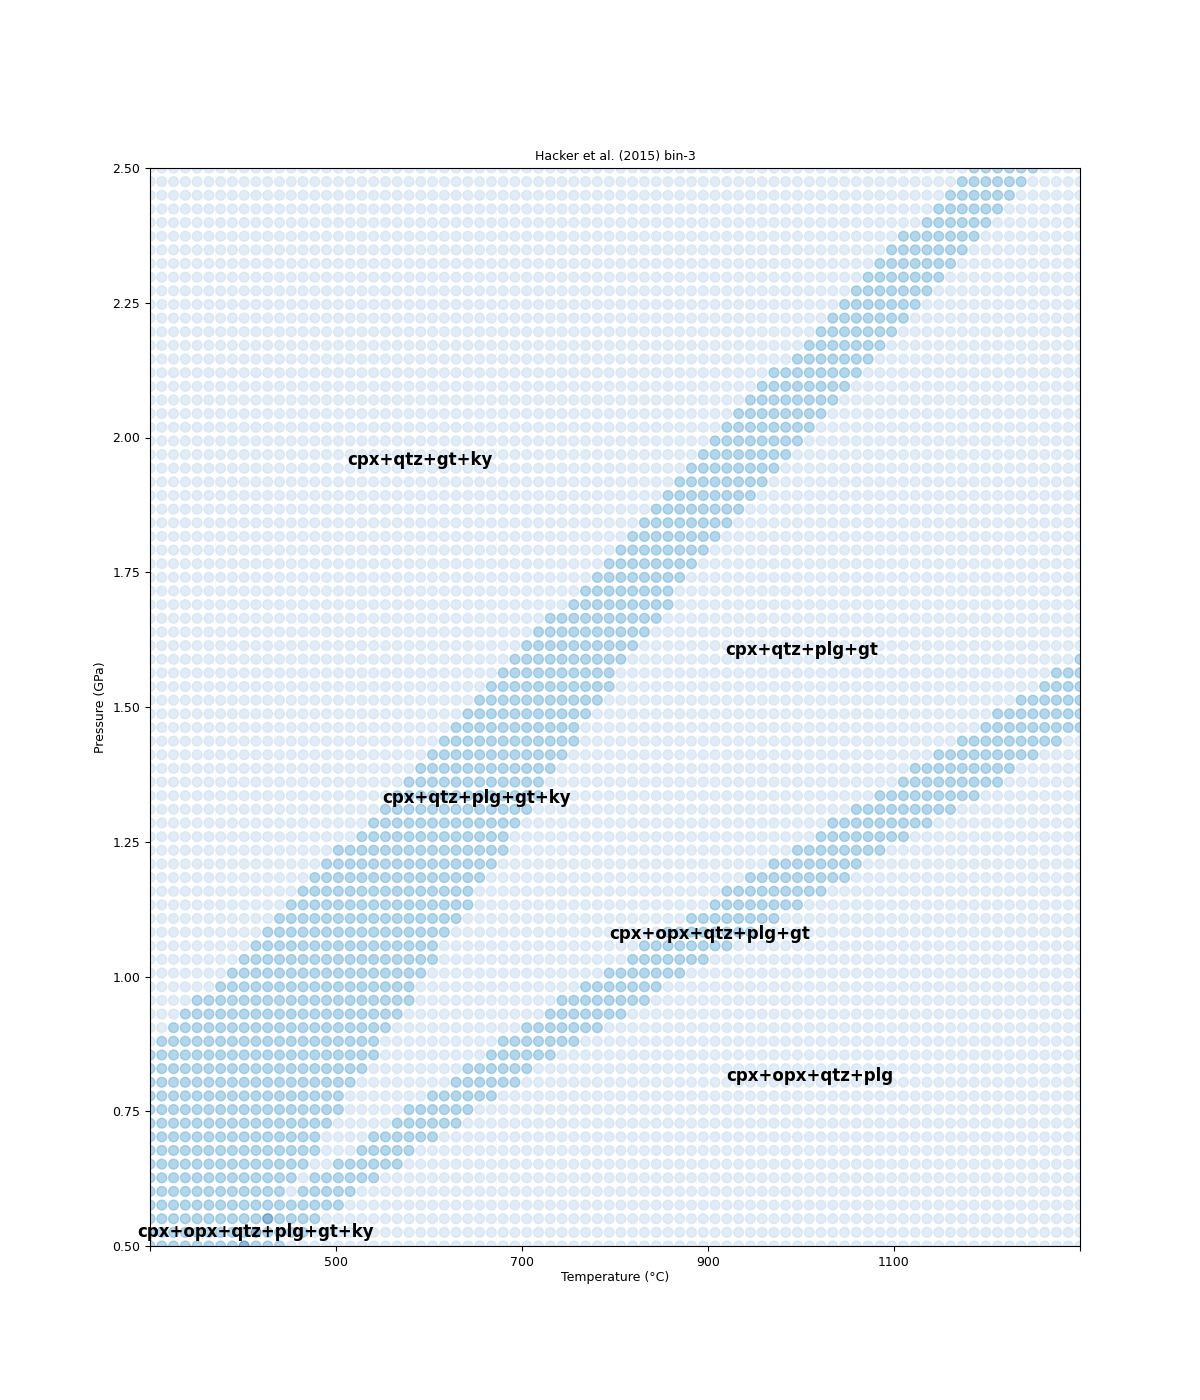 Hacker et al. (2015) bin-3
2.50
2.25
2.00
cpx+qtz+gt+ky
1.75
cpx+qtz+plg+gt
Pressure (GPa)
1.50
cpx+qtz+plg+gt+ky
1.25
cpx+opx+qtz+plg+gt
1.00
cpx+opx+qtz+plg
0.75
cpx+opx+qtz+plg+gt+ky
0.50
500 700 900 1100
Temperature (°C)